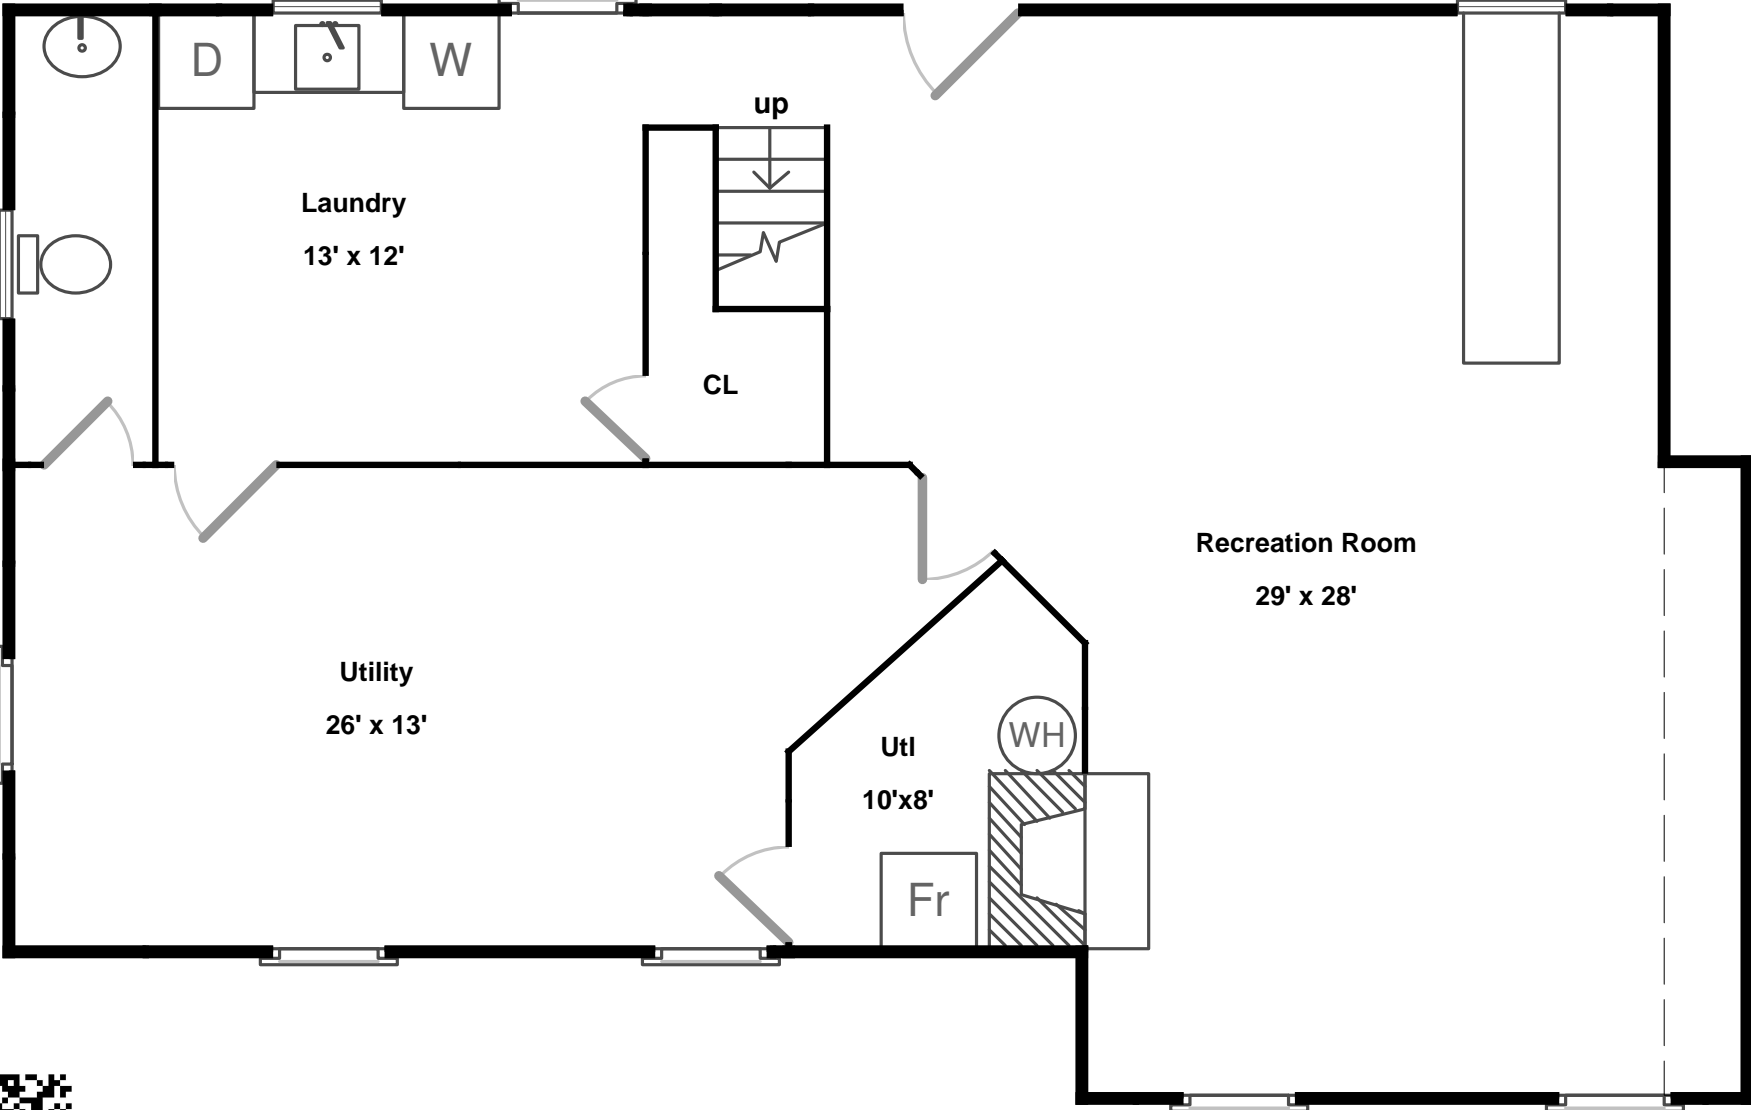 D
W
up
Laundry
13' x 12'
CL
Recreation Room
29' x 28'
Utility
26' x 13'
Utl
10'x8'
WH
Fr